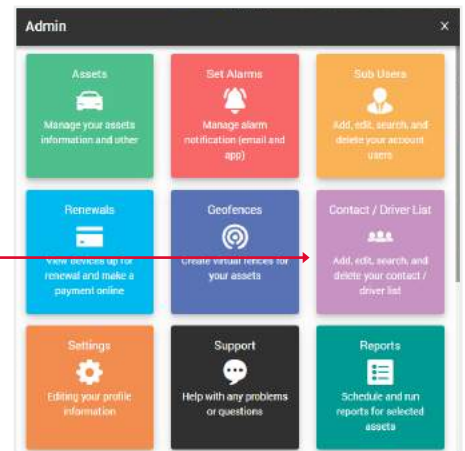 Admin ×
Assets
Manage your assets
information and other
Set Alarms
Manage alarm
notification (email and
app)
Sub Users
Add, edit, search, and
delete your account
users
Renewals
View devices up for
renewal and make a
payment online
Geofences
Create virtual fences for
your assets
Contact / Driver List
Add, edit, search, and
delete your contact /
driver list
Settings
Editing your profile
information
Support
Help with any problems
or questions
Reports
Schedule and run
reports for selected
assets